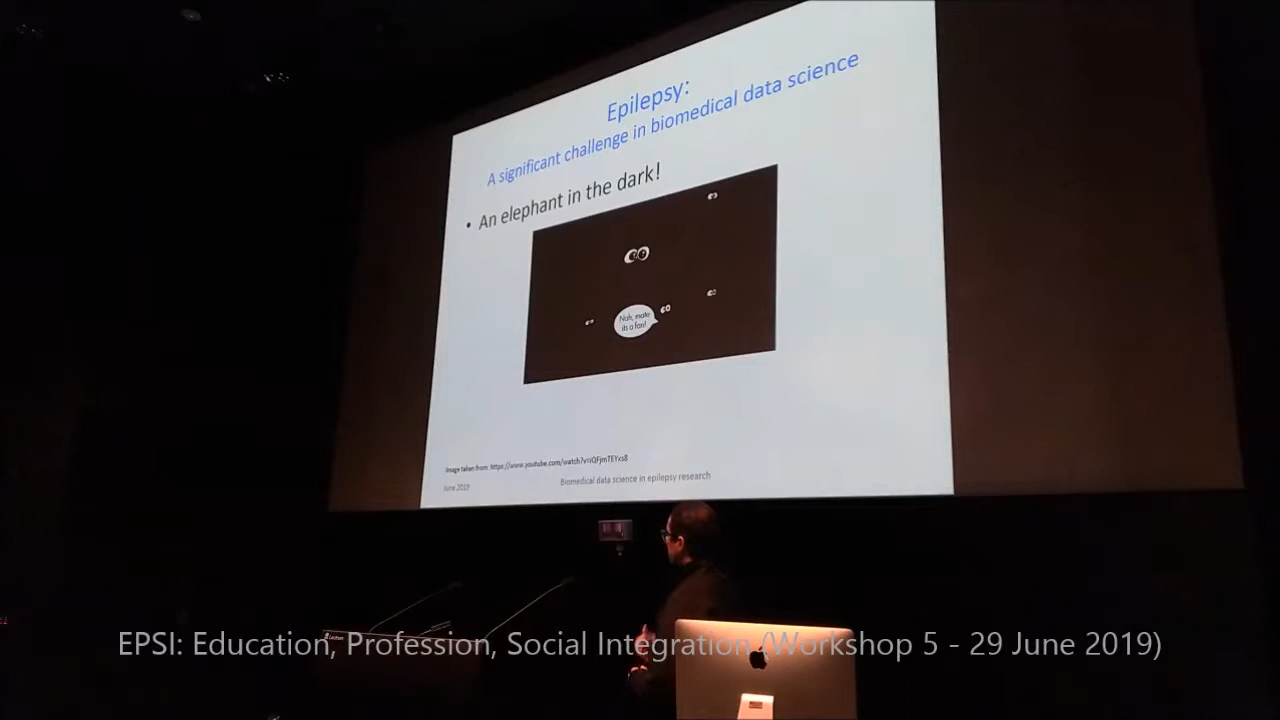 Epilepsy:
A significant challenge in biomedical data science
• An elephant in the dark!
Nah, mate
its a fan!
Image taken from: https://www.youtube.com/watch?v=iQFjmTEYxs8
June 2019
Biomedical data science in epilepsy research
EPSI: Education, Profession, Social Integration (Workshop 5 - 29 June 2019)